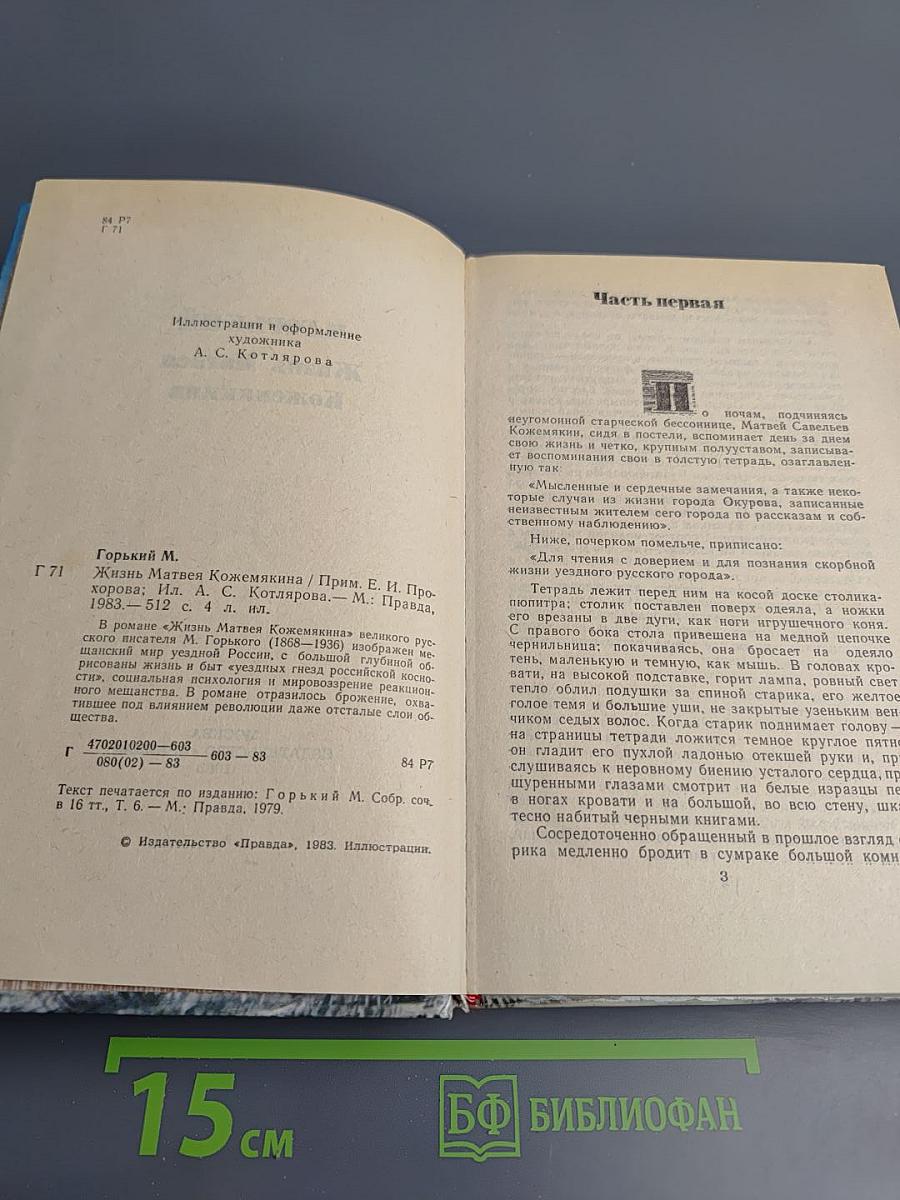 84 Р7
Г 71
Иллюстрации и оформление
художника
А. С. Котлярова
Горький М.
Г 71 Жизнь Матвея Кожемякина / Прим. Е. И. Про-
хорова; Ил. А. С. Котлярова.— М.: Правда,
1983.— 512 с. 4 л. ил.
В романе «Жизнь Матвея Кожемякина» великого рус-
ского писателя М. Горького (1868—1936) изображен ме-
щанский мир уездной России, с большой глубиной об-
рисованы жизнь и быт «уездных гнезд российской косно-
сти», социальная психология и мировоззрение реакцион-
ного мещанства. В романе отразилось брожение, охва-
тившее под влиянием революции даже отсталые слои об-
щества.
Г 4702010200—603
080(02) — 83
603 — 83
84 Р7
Текст печатается по изданию: Горький М. Собр. соч.
в 16 тт., Т. 6. — М.: Правда, 1979.
© Издательство «Правда», 1983. Иллюстрации.
Часть первая
По ночам, подчиняясь
неугомонной старческой бессоннице, Матвей Савельев
Кожемякин, сидя в постели, вспоминает день за днем
свою жизнь и четко, крупным полууставом, записыва-
ет воспоминания свои в толстую тетрадь, озаглавлен-
ную так:
«Мысленные и сердечные замечания, а также неко-
торые случаи из жизни города Окурова, записанные
неизвестным жителем сего города по рассказам и соб-
ственному наблюдению».
Ниже, почерком помельче, приписано:
«Для чтения с доверием и для познания скорбной
жизни уездного русского города».
Тетрадь лежит перед ним на косой доске столика-
пюпитра; столик поставлен поверх одеяла, а ножки
его врезаны в две дуги, как ноги игрушечного коня.
С правого бока стола привешена на медной цепочке
чернильница; покачиваясь, она бросает на одеяло
тень, маленькую и темную, как мышь. В головах кро-
вати, на высокой подставке, горит лампа, ровный свет
тепло облил подушки за спиной старика, его желтое
голое темя и большие уши, не закрытые узеньким вен-
чиком седых волос. Когда старик поднимает голову —
на страницы тетради ложится темное круглое пятно
он гладит его пухлой ладонью отекшей руки и, при
слушиваясь к неровному биению усталого сердца, пр
щуренными глазами смотрит на белые изразцы пе
в ногах кровати и на большой, во всю стену, шка
тесно набитый черными книгами.
Сосредоточенно обращенный в прошлое взгляд
рика медленно бродит в сумраке большой комн
3
15 см
БФ БИБЛИОФАН